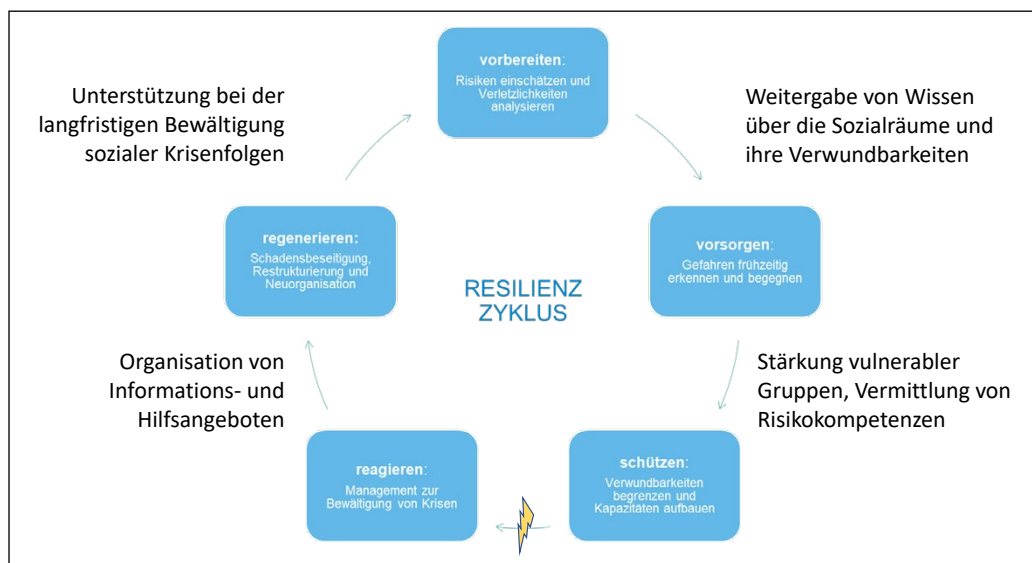 vorbereiten:
Risiken einschätzen und
Verletzlichkeiten
analysieren
Unterstützung bei der
langfristigen Bewältigung
sozialer Krisenfolgen
Weitergabe von Wissen
über die Sozialräume und
ihre Verwundbarkeiten
regenerieren:
Schadensbeseitigung,
Restrukturierung und
Neuorganisation
vorsorgen:
Gefahren frühzeitig
erkennen und begegnen
RESILIENZ
ZYKLUS
Organisation von
Informations- und
Hilfsangeboten
Stärkung vulnerabler
Gruppen, Vermittlung von
Risikokompetenzen
reagieren:
Management zur
Bewältigung von Krisen
schützen:
Verwundbarkeiten
begrenzen und
Kapazitäten aufbauen